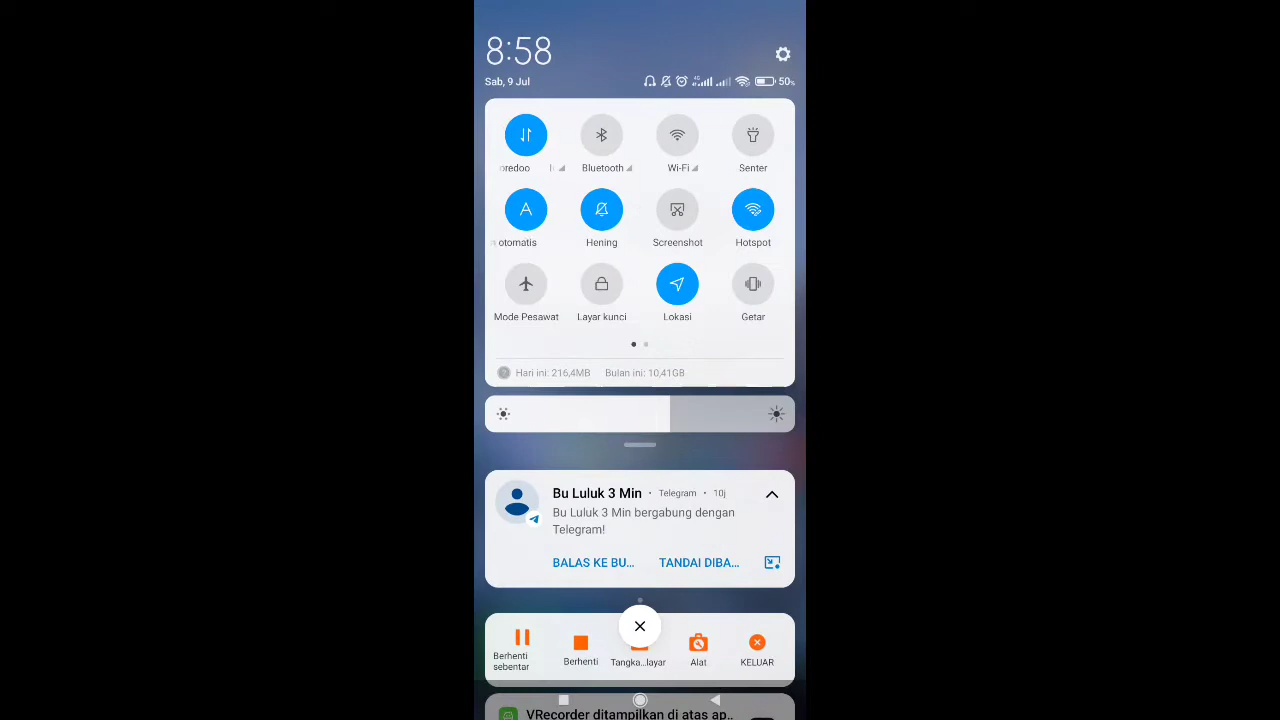 8:58
Sab, 9 Jul
4G
50%
oredoo
Bluetooth
Wi-Fi
Senter
A
otomatis
Hening
Screenshot
Hotspot
Mode Pesawat
Layar kunci
Lokasi
Getar
Hari ini: 216,4MB Bulan ini: 10,41GB
Bu Luluk 3 Min • Telegram • 10j
Bu Luluk 3 Min bergabung dengan
Telegram!
BALAS KE BU... TANDAI DIBA...
Berhenti
sebentar
Berhenti
Tangka...layar
Alat
KELUAR
VRecorder ditampilkan di atas ap..